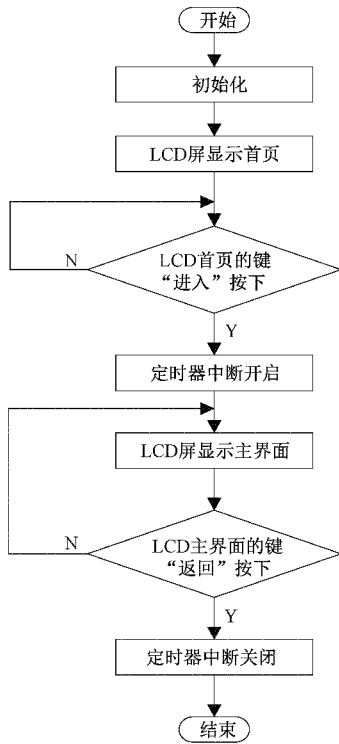 开始
初始化
LCD屏显示首页
LCD首页的键
“进入”按下
N
Y
定时器中断开启
LCD屏显示主界面
LCD主界面的键
“返回”按下
N
Y
定时器中断关闭
结束